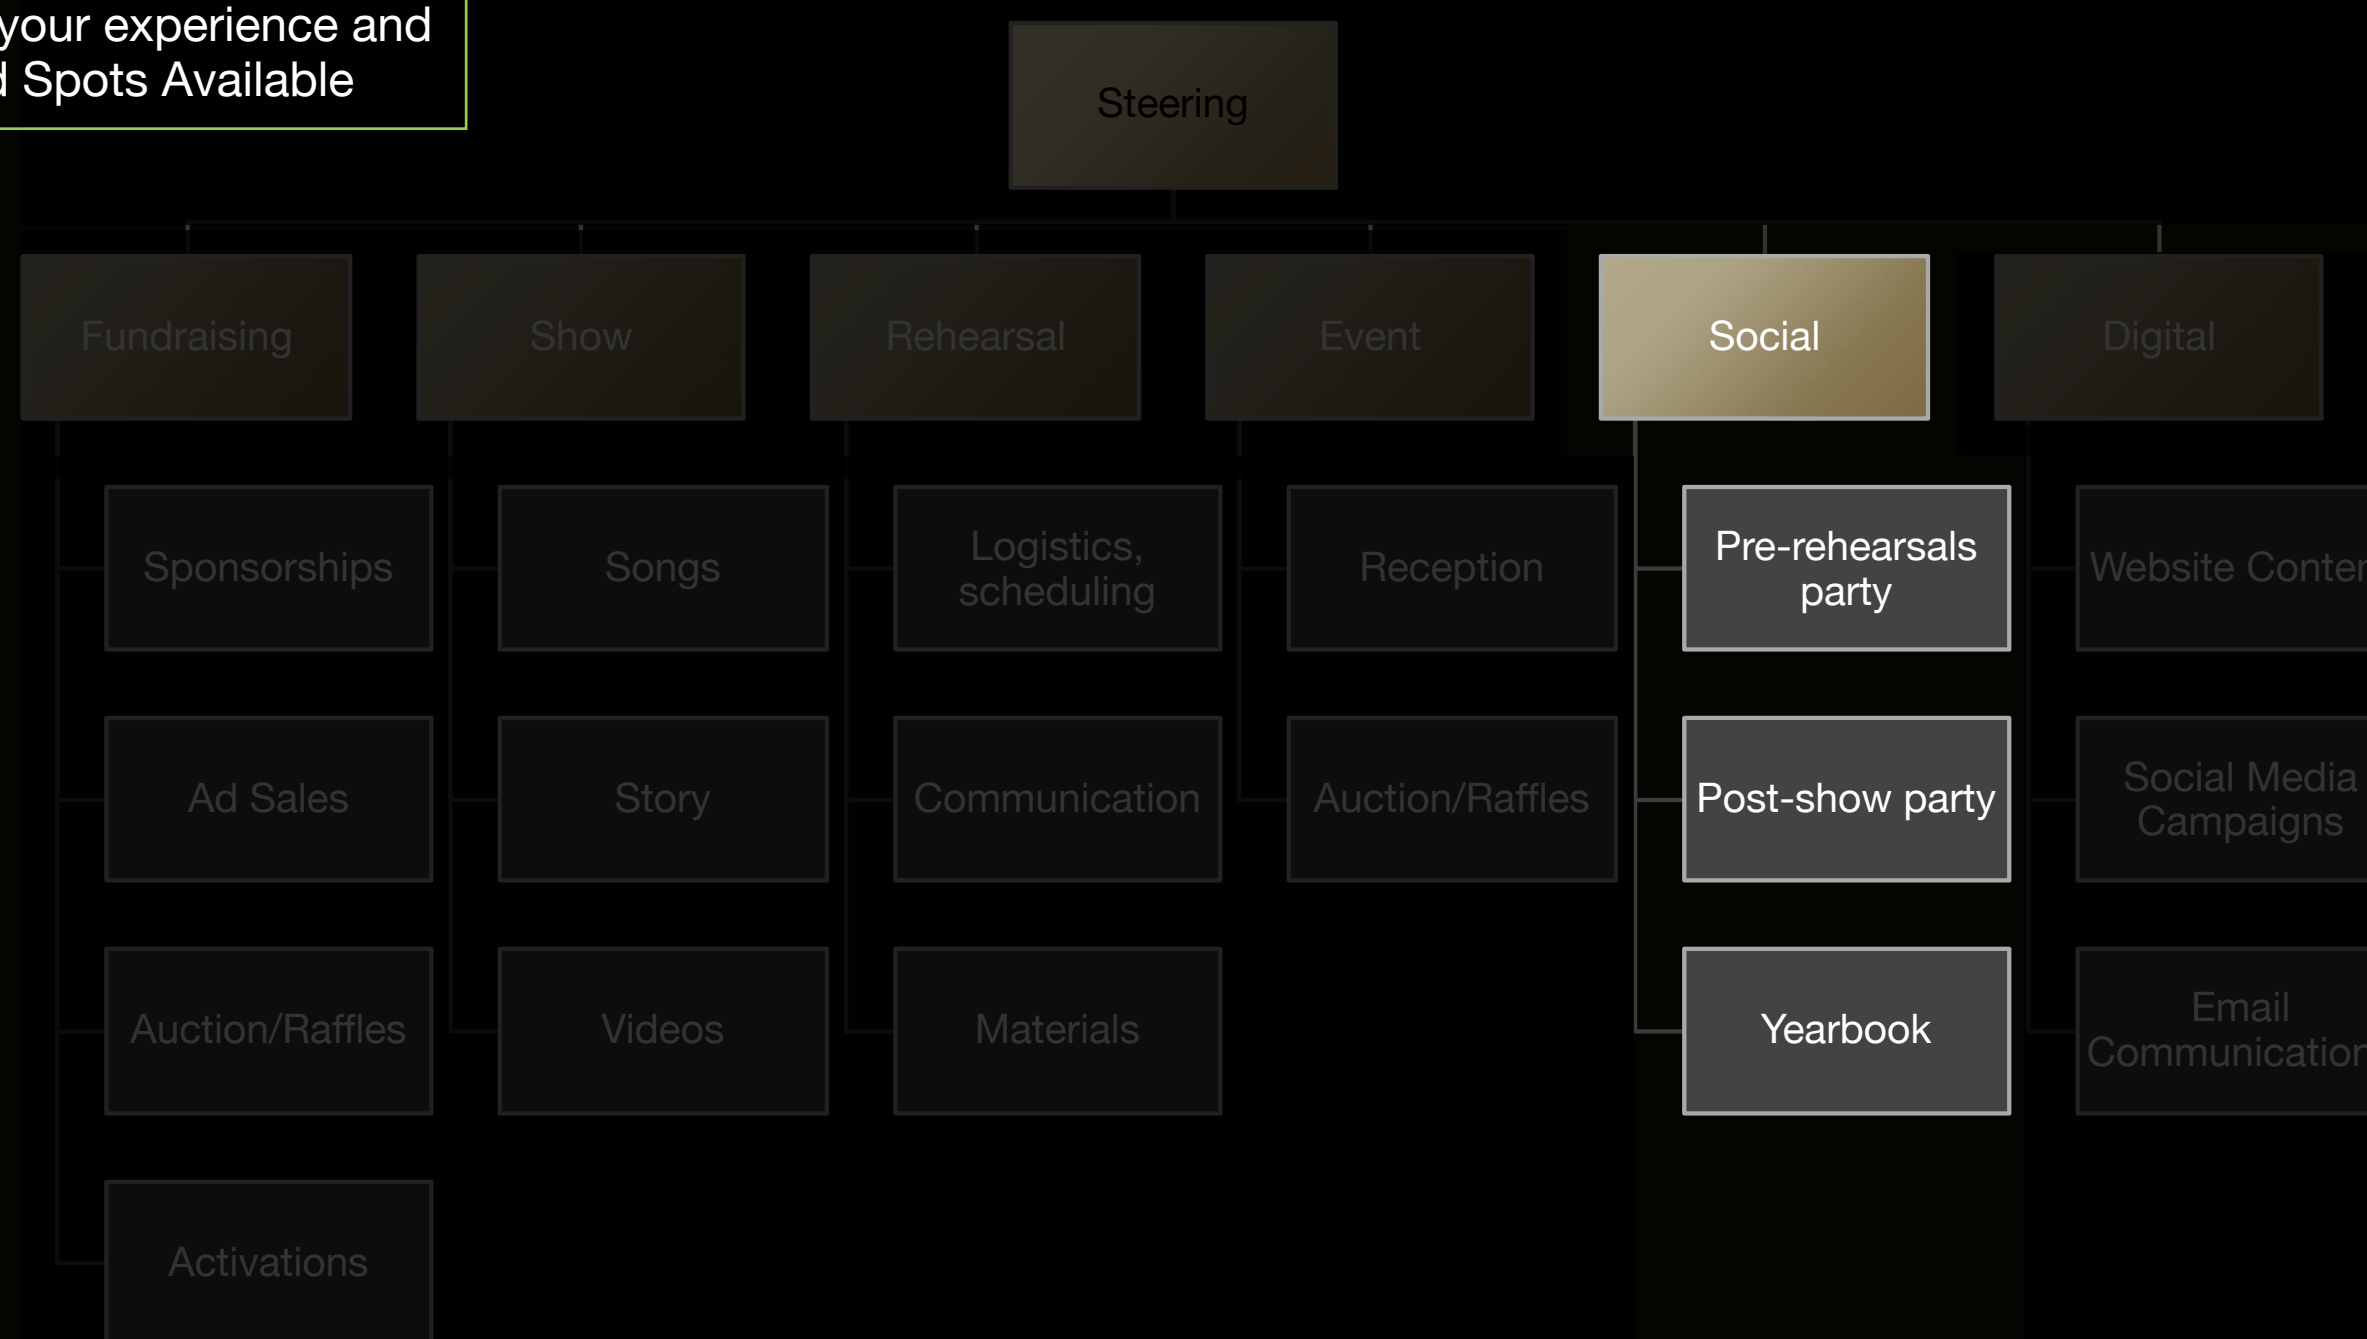 your experience and
Spots Available
Steering
Fundraising
Show
Rehearsal
Event
Social
Digital
Sponsorships
Songs
Logistics,
scheduling
Reception
Pre-rehearsals
party
Website
Ad Sales
Story
Communication
Auction/Raffles
Post-show party
Social Media
Campaigns
Auction/Raffles
Videos
Materials
Yearbook
Email
Activations